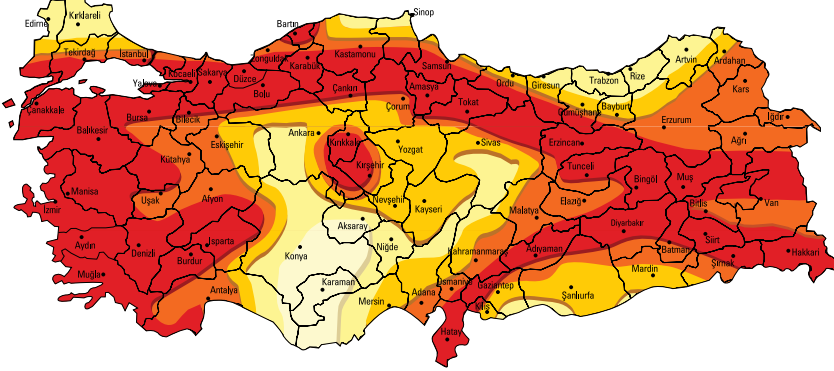 Sinop
Kırklareli
Edirne
Bartın
Artvin
Tekirdağ
İstanbul
Zonguldak
Kastamonu
Ardahan
Karabük
Samsun
Rize
Trabzon
Kocaeli
Sakarya
Düzce
Ordu
Giresun
Kars
Yalova
Bolu
Çankırı
Amasya
Çanakkale
Çorum
Tokat
Gümüşhane
Bayburt
Iğdır
Bursa
Bilecik
Erzurum
Balıkesir
Ankara
Eskişehir
Kırıkkale
Ağrı
Yozgat
Sivas
Erzincan
Kütahya
Kırşehir
Tunceli
Manisa
Uşak
Afyon
Bingöl
Muş
Nevşehir
Kayseri
Elazığ
Van
İzmir
Malatya
Bitlis
Aksaray
Diyarbakır
Aydın
Denizli
Isparta
Niğde
Siirt
Burdur
Konya
Kahramanmaraş
Adıyaman
Batman
Hakkari
Şırnak
Muğla
Mardin
Antalya
Karaman
Osmaniye
Gaziantep
Şanlıurfa
Mersin
Adana
Kilis
Hatay